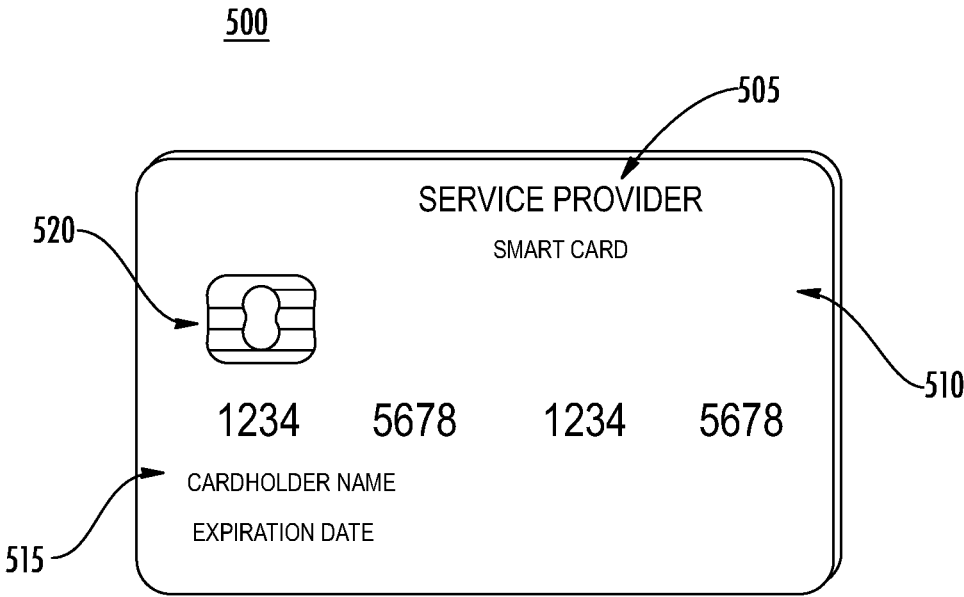 500
505
SERVICE PROVIDER
520
SMART CARD
510
1234 5678 1234 5678
CARDHOLDER NAME
515
EXPIRATION DATE